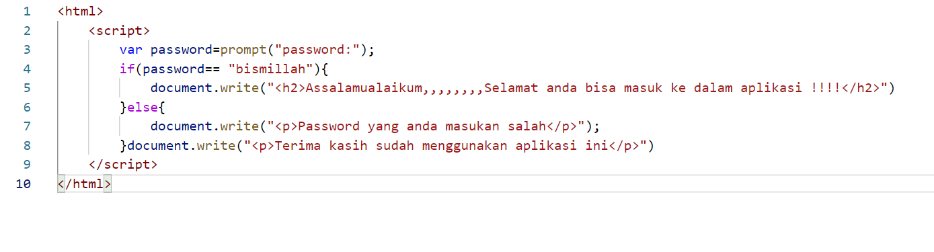 1 <html>
2 <script>
3 var password=prompt("password:");
4 if(password== "bismillah"){
5 document.write("<h2>Assalamualaikum,,,,,,,,Selamat anda bisa masuk ke dalam aplikasi !!!!</h2>")
6 }else{
7 document.write("<p>Password yang anda masukan salah</p>");
8 }document.write("<p>Terima kasih sudah menggunakan aplikasi ini</p>")
9 </script>
10 </html>